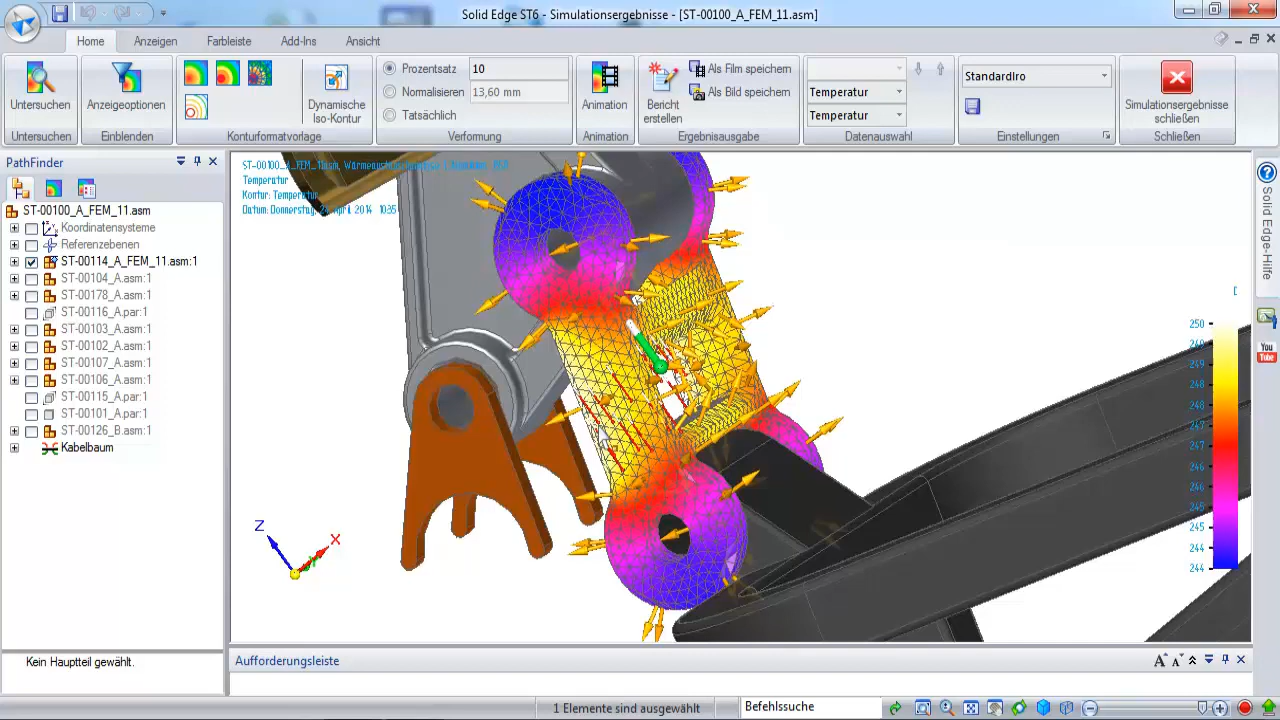 Solid Edge ST6 - Simulationsergebnisse - [ST-00100_A_FEM_11.asm]
Home Anzeigen Farbleiste Add-Ins Ansicht
Untersuchen
Untersuchen
Anzeigeoptionen
Einblenden
Dynamische
Iso-Kontur
Konturformatvorlage
Prozentsatz 10
Normalisieren 13,60 mm
Tatsächlich
Verformung
Animation
Animation
Bericht
erstellen
Als Film speichern
Als Bild speichern
Ergebnisausgabe
Temperatur
Temperatur
Datenauswahl
StandardIro
Einstellungen
Simulationsergebnisse
schließen
Schließen
PathFinder
ST-00100_A_FEM_11.asm
Koordinatensysteme
Referenzebenen
ST-00114_A_FEM_11.asm:1
ST-00104_A.asm:1
ST-00178_A.asm:1
ST-00116_A.par:1
ST-00103_A.asm:1
ST-00102_A.asm:1
ST-00107_A.asm:1
ST-00106_A.asm:1
ST-00115_A.par:1
ST-00101_A.par:1
ST-00126_B.asm:1
Kabelbaum
Kein Hauptteil gewählt.
Temperatur
Kontur: Temperatur
Datum: Donnerstag, April 2014
Z
X
250
249
248
248
247
246
246
245
245
244
244
Solid Edge-Hilfe
You
Tube
Aufforderungsleiste
1 Elemente sind ausgewählt
Befehlssuche